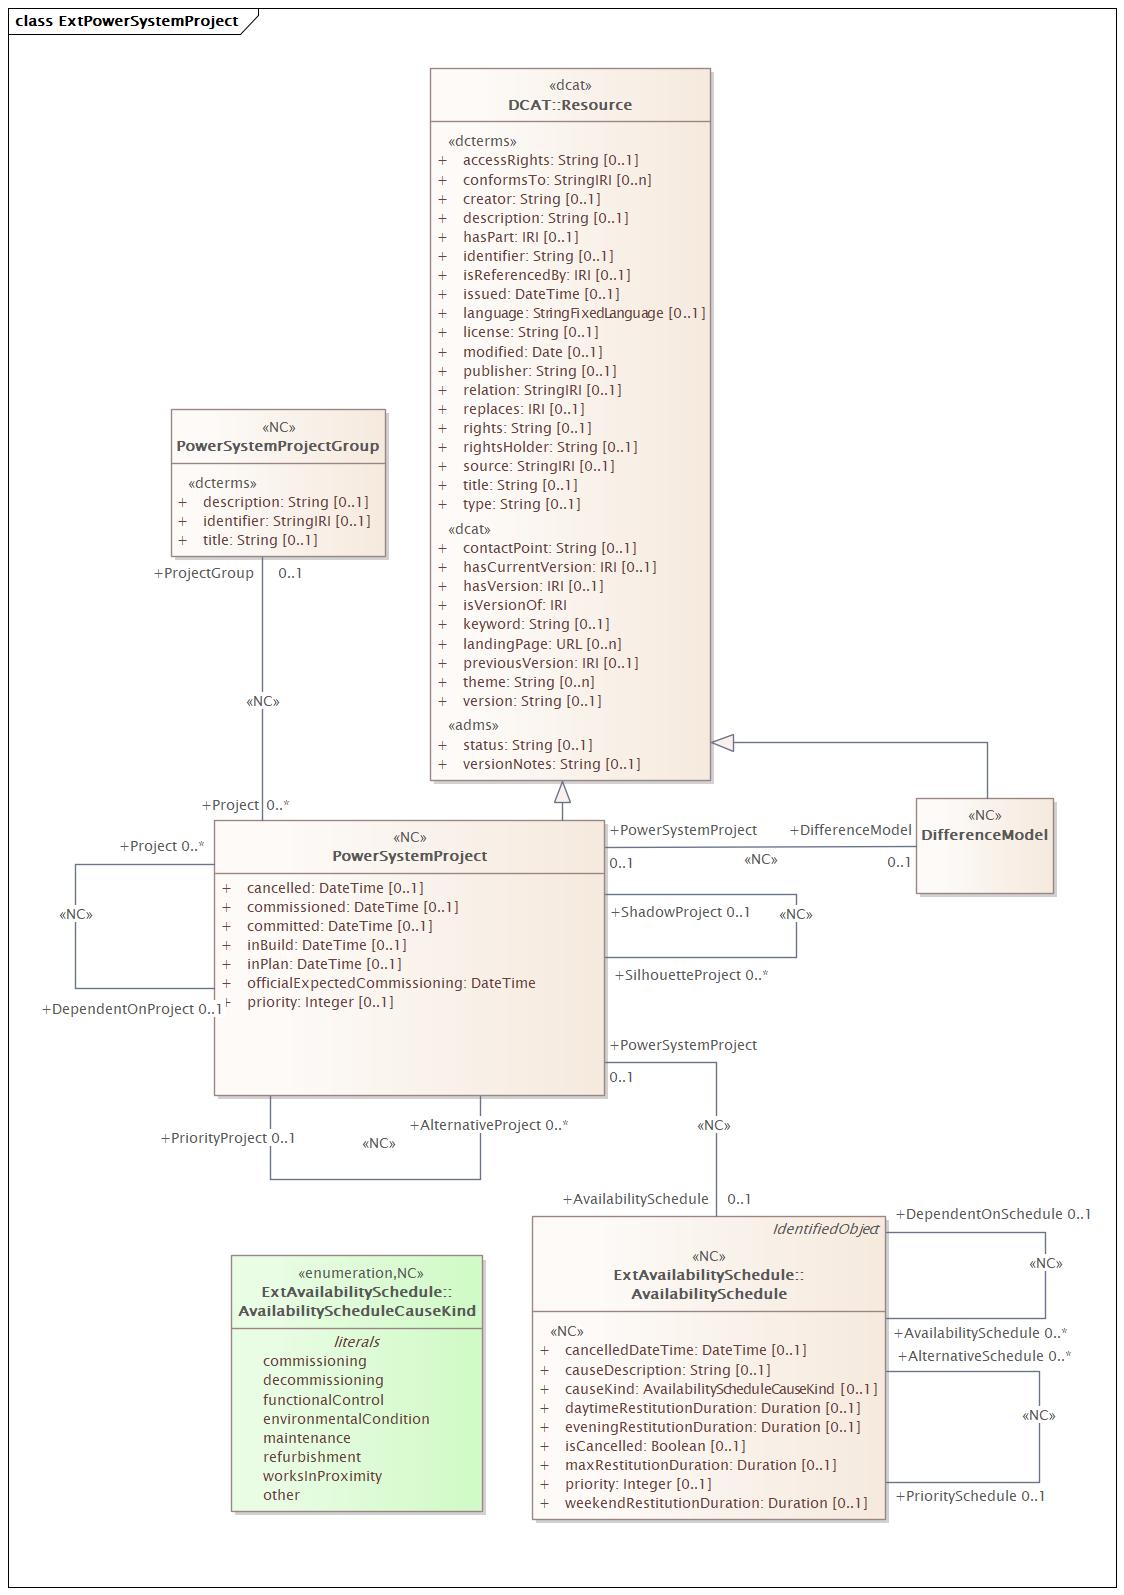 class ExtPowerSystemProject
«dcat»
DCAT::Resource
«dcterms»
+ accessRights: String [0..1]
+ conformsTo: StringIRI [0..n]
+ creator: String [0..1]
+ description: String [0..1]
+ hasPart: IRI [0..1]
+ identifier: String [0..1]
+ isReferencedBy: IRI [0..1]
+ issued: DateTime [0..1]
+ language: StringFixedLanguage [0..1]
+ license: String [0..1]
+ modified: Date [0..1]
+ publisher: String [0..1]
+ relation: StringIRI [0..1]
+ replaces: IRI [0..1]
+ rights: String [0..1]
+ rightsHolder: String [0..1]
+ source: StringIRI [0..1]
+ title: String [0..1]
+ type: String [0..1]
«dcat»
+ contactPoint: String [0..1]
+ hasCurrentVersion: IRI [0..1]
+ hasVersion: IRI [0..1]
+ isVersionOf: IRI
+ keyword: String [0..1]
+ landingPage: URL [0..n]
+ previousVersion: IRI [0..1]
+ theme: String [0..n]
+ version: String [0..1]
«adms»
+ status: String [0..1]
+ versionNotes: String [0..1]
«NC»
PowerSystemProjectGroup
«dcterms»
+ description: String [0..1]
+ identifier: StringIRI [0..1]
+ title: String [0..1]
+ProjectGroup 0..1
«NC»
+Project 0..*
«NC»
PowerSystemProject
+ cancelled: DateTime [0..1]
+ commissioned: DateTime [0..1]
+ committed: DateTime [0..1]
+ inBuild: DateTime [0..1]
+ inPlan: DateTime [0..1]
+ officialExpectedCommissioning: DateTime
+ priority: Integer [0..1]
+Project 0..*
«NC»
+DependentOnProject 0..1
«NC»
DifferenceModel
+PowerSystemProject +DifferenceModel
0..1 «NC» 0..1
+ShadowProject 0..1
«NC»
+SilhouetteProject 0..*
+PowerSystemProject
0..1
«NC»
+AvailabilitySchedule 0..1
+PriorityProject 0..1
«NC»
+AlternativeProject 0..*
IdentifiedObject
«NC»
ExtAvailabilitySchedule::
AvailabilitySchedule
«NC»
+ cancelledDateTime: DateTime [0..1]
+ causeDescription: String [0..1]
+ causeKind: AvailabilityScheduleCauseKind [0..1]
+ daytimeRestitutionDuration: Duration [0..1]
+ eveningRestitutionDuration: Duration [0..1]
+ isCancelled: Boolean [0..1]
+ maxRestitutionDuration: Duration [0..1]
+ priority: Integer [0..1]
+ weekendRestitutionDuration: Duration [0..1]
+DependentOnSchedule 0..1
«NC»
+AvailabilitySchedule 0..*
+AlternativeSchedule 0..*
«NC»
+PrioritySchedule 0..1
«enumeration,NC»
ExtAvailabilitySchedule::
AvailabilityScheduleCauseKind
literals
commissioning
decommissioning
functionalControl
environmentalCondition
maintenance
refurbishment
worksInProximity
other